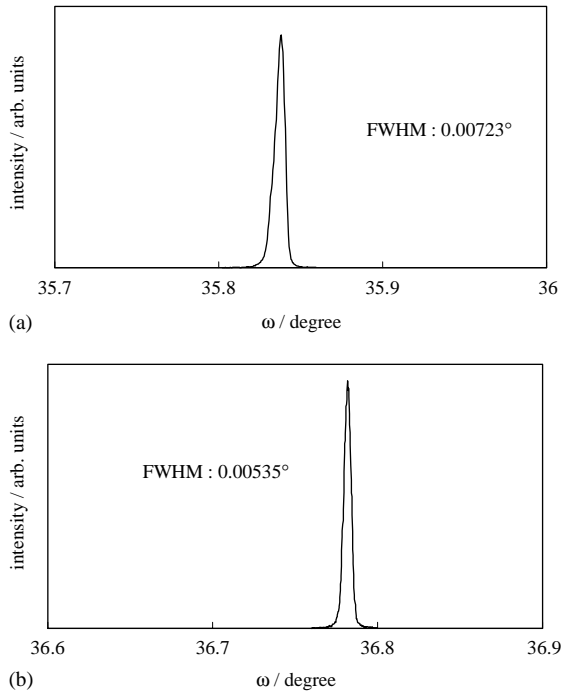 intensity / arb. units
FWHM : 0.00723°
35.7 35.8 35.9 36
(a) ω / degree
intensity / arb. units
FWHM : 0.00535°
36.6 36.7 36.8 36.9
(b) ω / degree